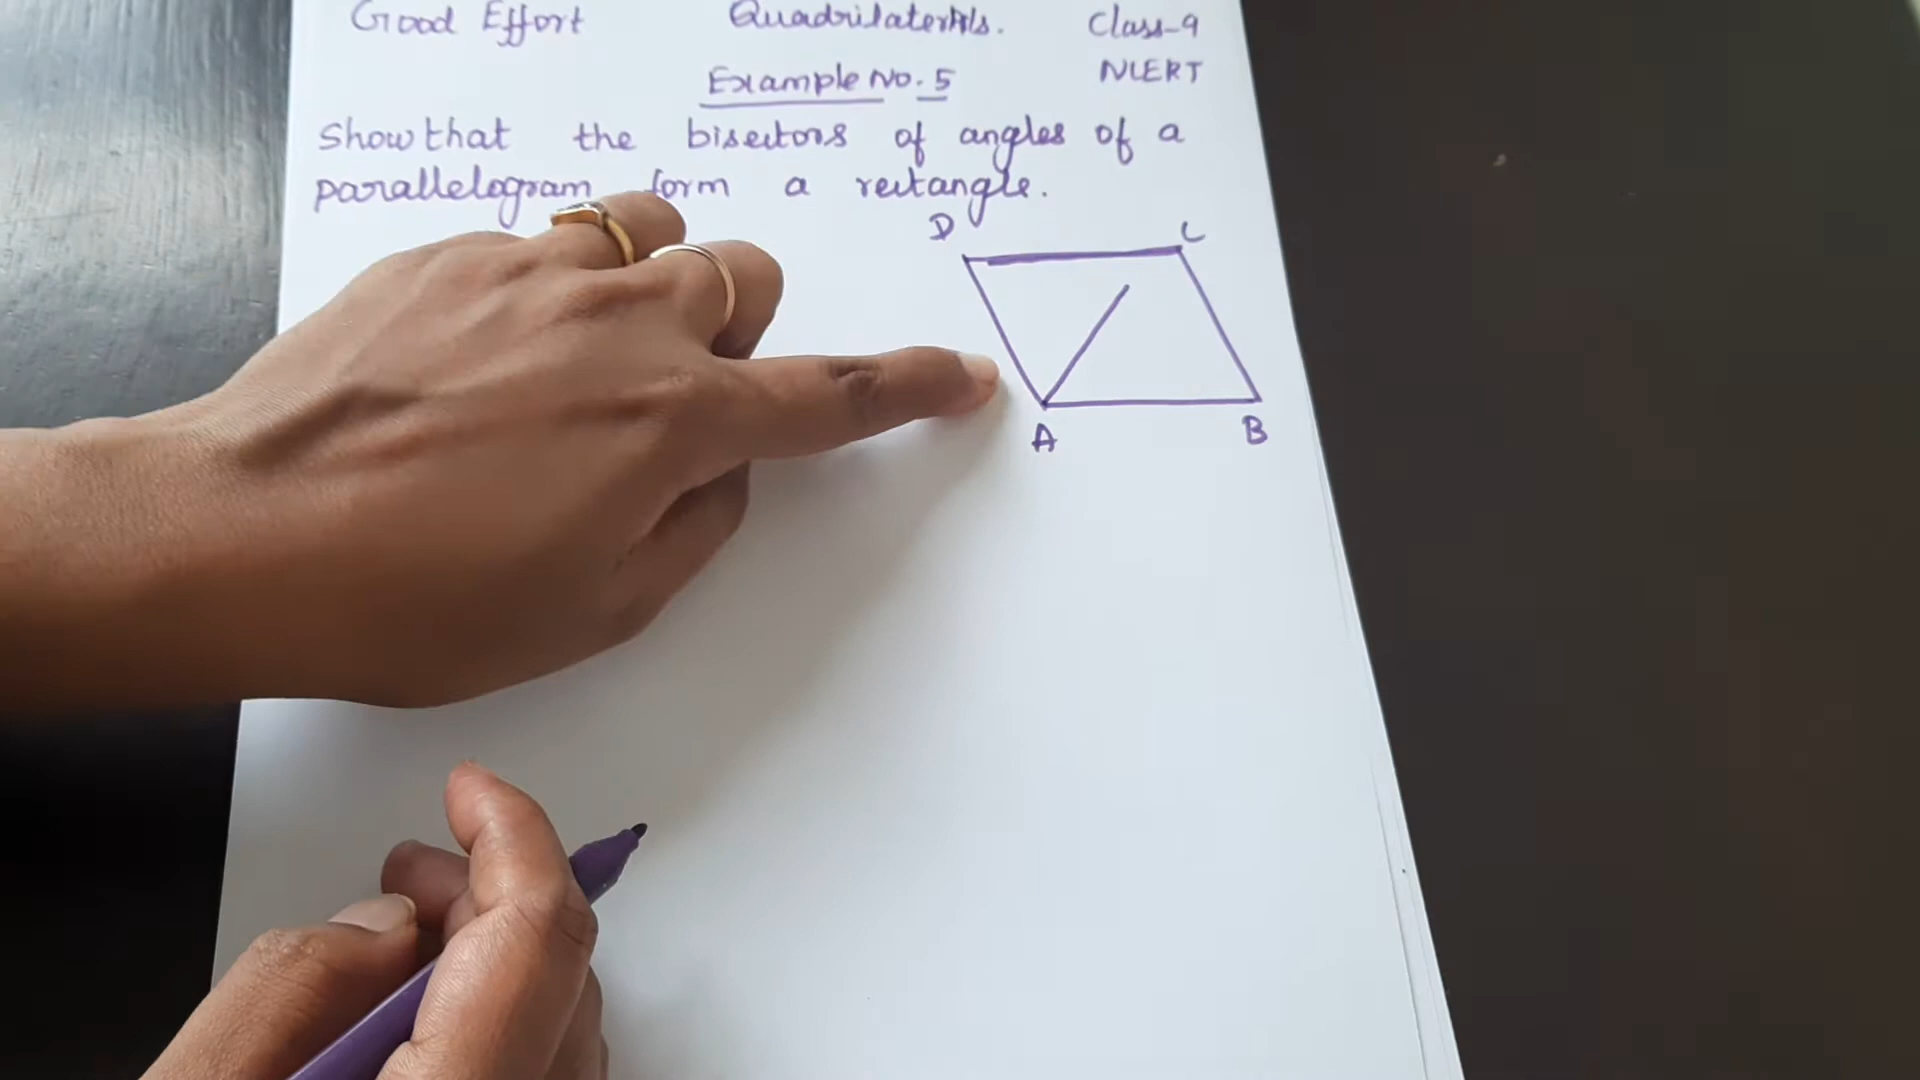 Good Effort Quadrilaterals. Class-9
NCERT
Example No. 5
Show that the bisectors of angles of a
parallelogram form a rectangle.
D C
A B